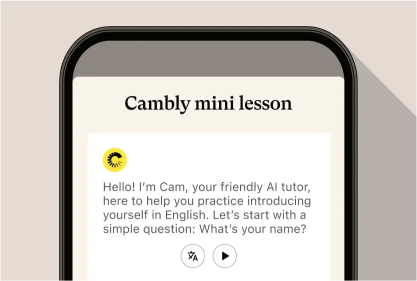 Cambly mini lesson
Hello! I'm Cam, your friendly AI tutor,
here to help you practice introducing
yourself in English. Let's start with a
simple question: What's your name?